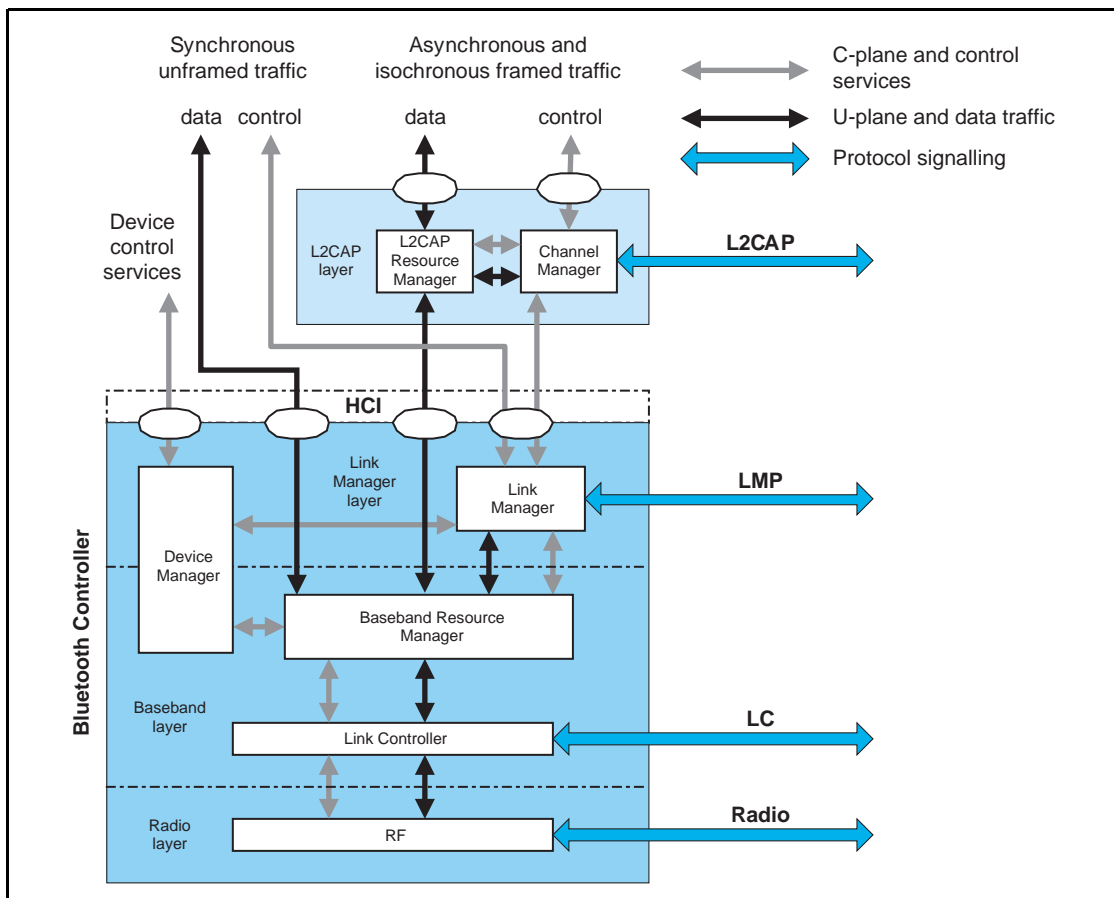 Synchronous
unframed traffic
Asynchronous and
isochronous framed traffic
C-plane and control
services
U-plane and data traffic
Protocol signalling
data
control
data
control
Device
control
services
L2CAP
layer
L2CAP
Resource
Manager
Channel
Manager
L2CAP
HCI
Link
Manager
layer
Link
Manager
LMP
Device
Manager
Baseband Resource
Manager
Bluetooth Controller
Baseband
layer
Link Controller
LC
Radio
layer
RF
Radio